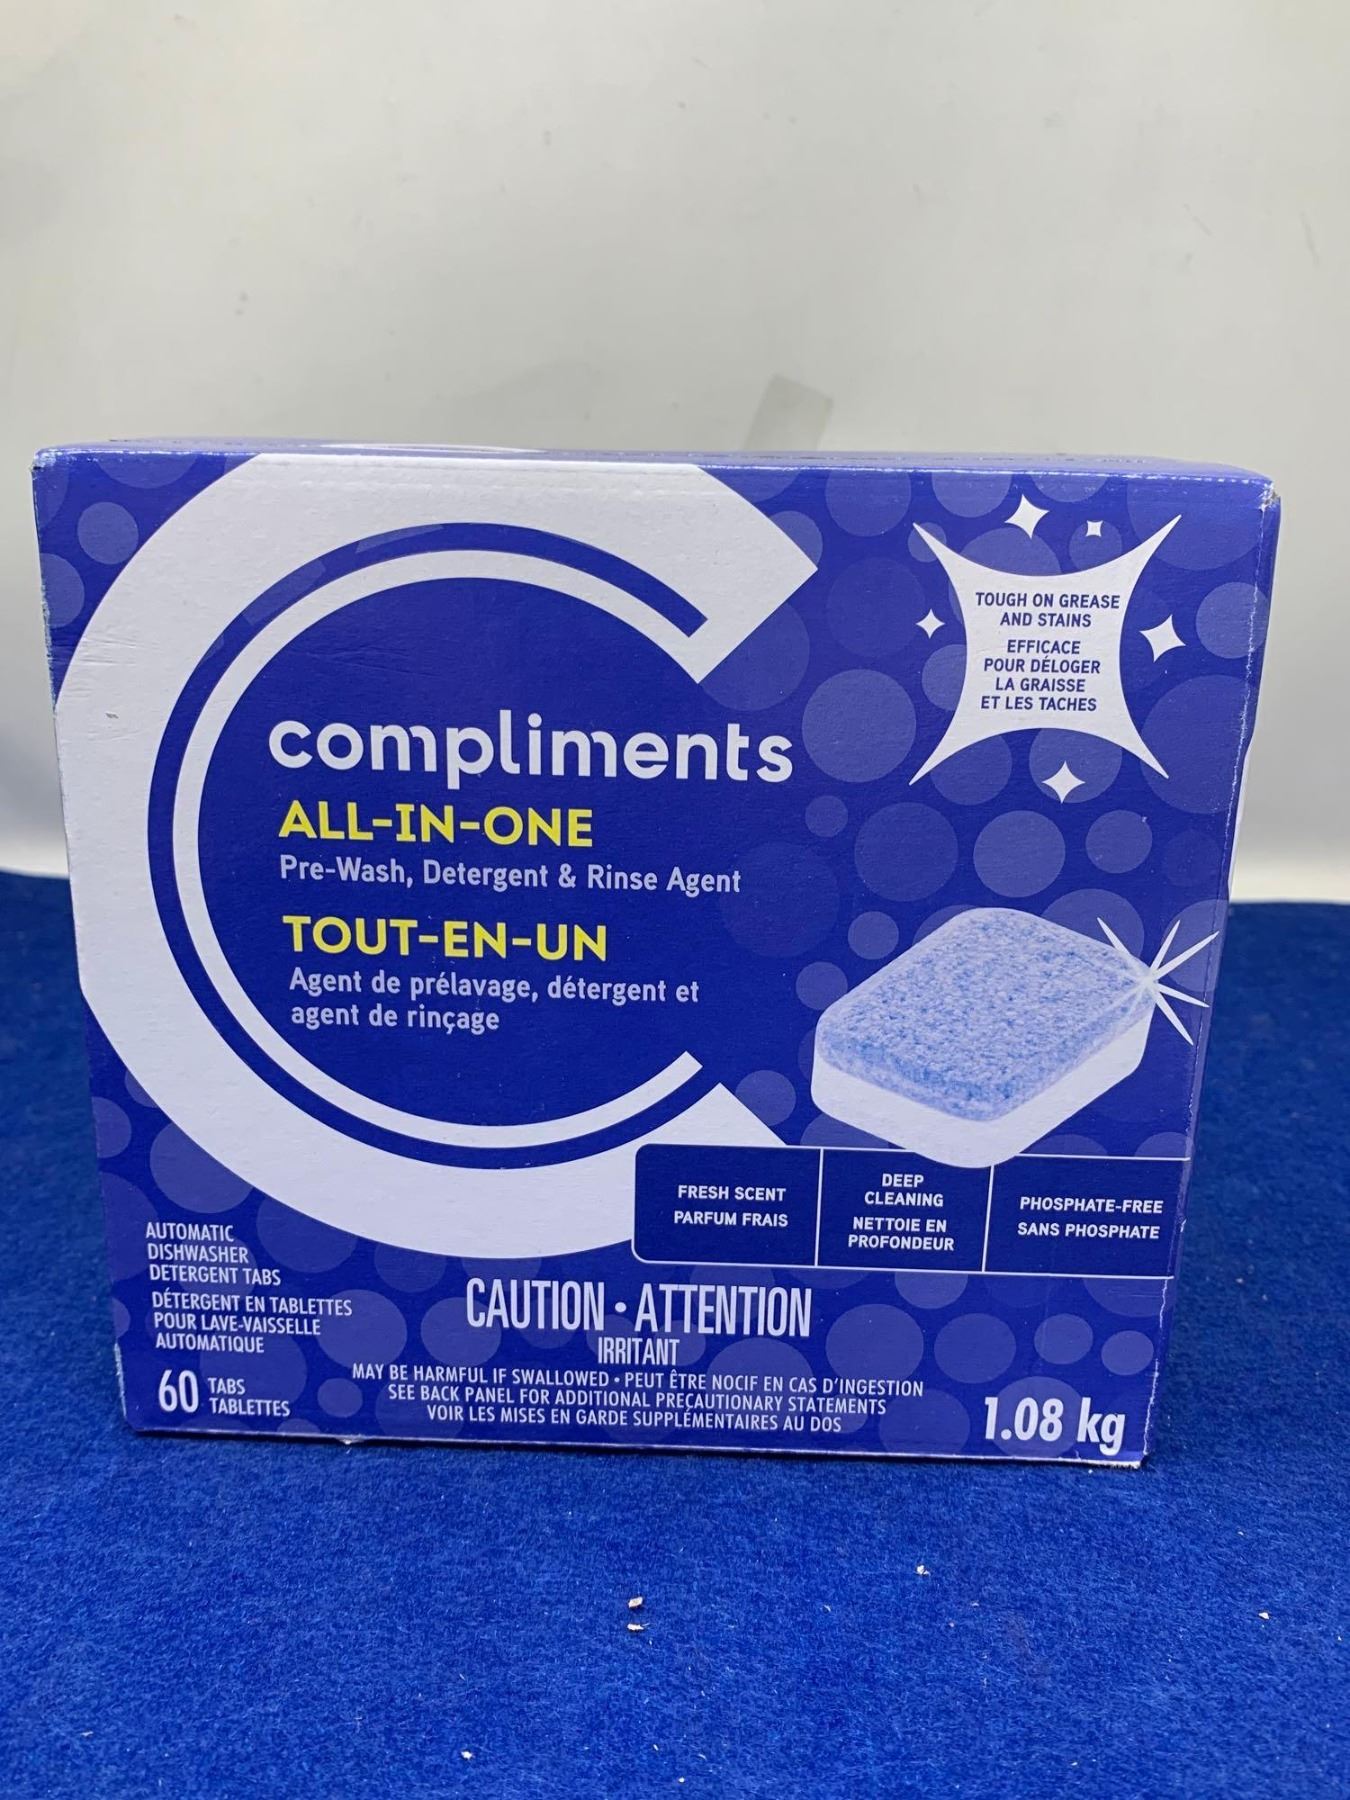 TOUGH ON GREASE
AND STAINS
EFFICACE
POUR DÉLOGER
LA GRAISSE
ET LES TACHES
compliments
ALL-IN-ONE
Pre-Wash, Detergent & Rinse Agent
TOUT-EN-UN
Agent de prélavage, détergent et
agent de rinçage
FRESH SCENT
PARFUM FRAIS
DEEP
CLEANING
NETTOIE EN
PROFONDEUR
PHOSPHATE-FREE
SANS PHOSPHATE
AUTOMATIC
DISHWASHER
DETERGENT TABS
DÉTERGENT EN TABLETTES
POUR LAVE-VAISSELLE
AUTOMATIQUE
60 TABS
TABLETTES
CAUTION • ATTENTION
IRRITANT
MAY BE HARMFUL IF SWALLOWED • PEUT ÊTRE NOCIF EN CAS D'INGESTION
SEE BACK PANEL FOR ADDITIONAL PRECAUTIONARY STATEMENTS
VOIR LES MISES EN GARDE SUPPLÉMENTAIRES AU DOS
1.08 kg